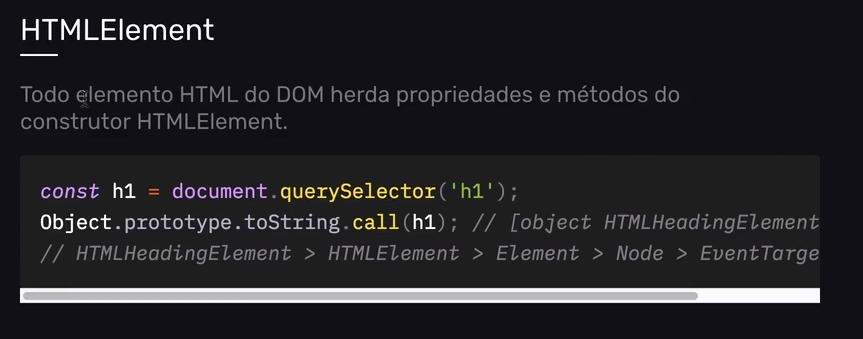 HTMLElement
Todo elemento HTML do DOM herda propriedades e métodos do
construtor HTMLElement.
const h1 = document.querySelector('h1');
Object.prototype.toString.call(h1); // [object HTMLHeadingElement
// HTMLHeadingElement > HTMLElement > Element > Node > EventTarge